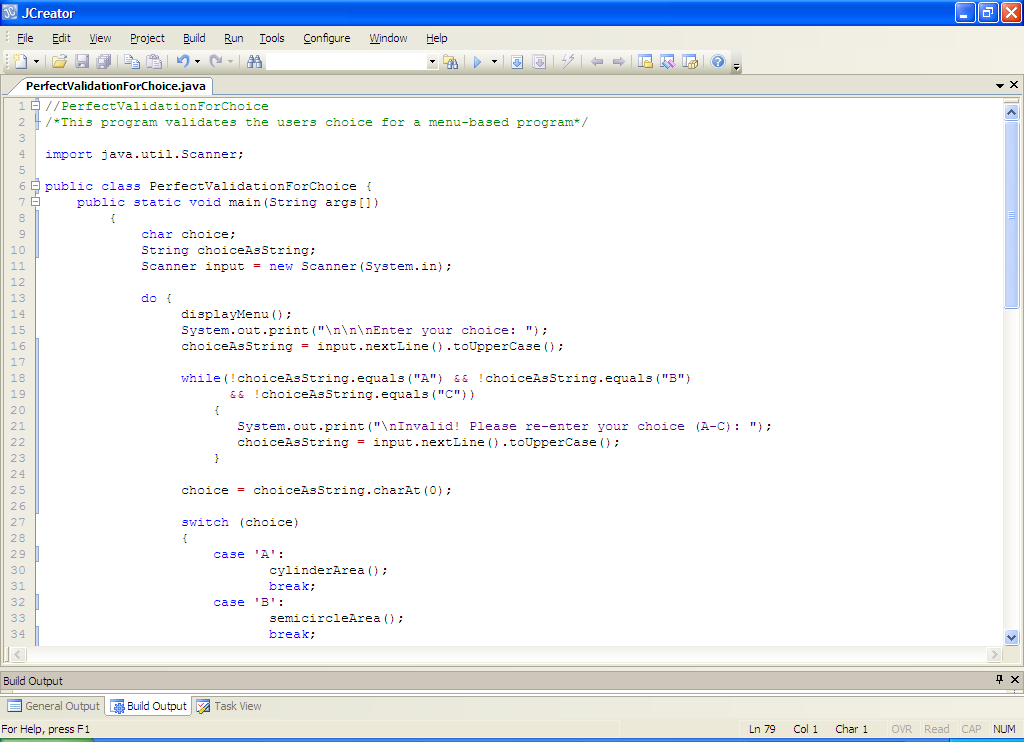 JCreator
File Edit View Project Build Run Tools Configure Window Help
PerfectValidationForChoice.java
1 //PerfectValidationForChoice
2 /*This program validates the users choice for a menu-based program*/
3
4 import java.util.Scanner;
5
6 public class PerfectValidationForChoice {
7 public static void main(String args[])
8 {
9 char choice;
10 String choiceAsString;
11 Scanner input = new Scanner(System.in);
12
13 do {
14 displayMenu();
15 System.out.print("\n\n\nEnter your choice: ");
16 choiceAsString = input.nextLine().toUpperCase();
17
18 while(!choiceAsString.equals("A") && !choiceAsString.equals("B")
19 && !choiceAsString.equals("C"))
20 {
21 System.out.print("\nInvalid! Please re-enter your choice (A-C): ");
22 choiceAsString = input.nextLine().toUpperCase();
23 }
24
25 choice = choiceAsString.charAt(0);
26
27 switch (choice)
28 {
29 case 'A':
30 cylinderArea();
31 break;
32 case 'B':
33 semicircleArea();
34 break;
Build Output
General Output Build Output Task View
For Help, press F1 Ln 79 Col 1 Char 1 OVR Read CAP NUM